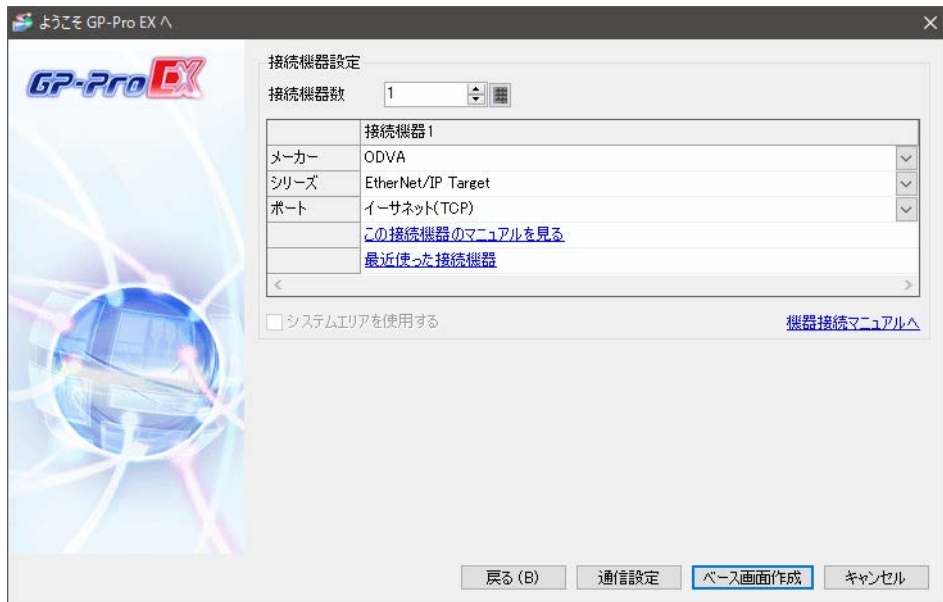 ようこそ GP-Pro EX へ
GP-Pro EX
接続機器設定
接続機器数 1
接続機器1
メーカー ODVA
シリーズ EtherNet/IP Target
ポート イーサネット(TCP)
この接続機器のマニュアルを見る
最近使った接続機器
システムエリアを使用する
機器接続マニュアルへ
戻る (B) 通信設定 ベース画面作成 キャンセル